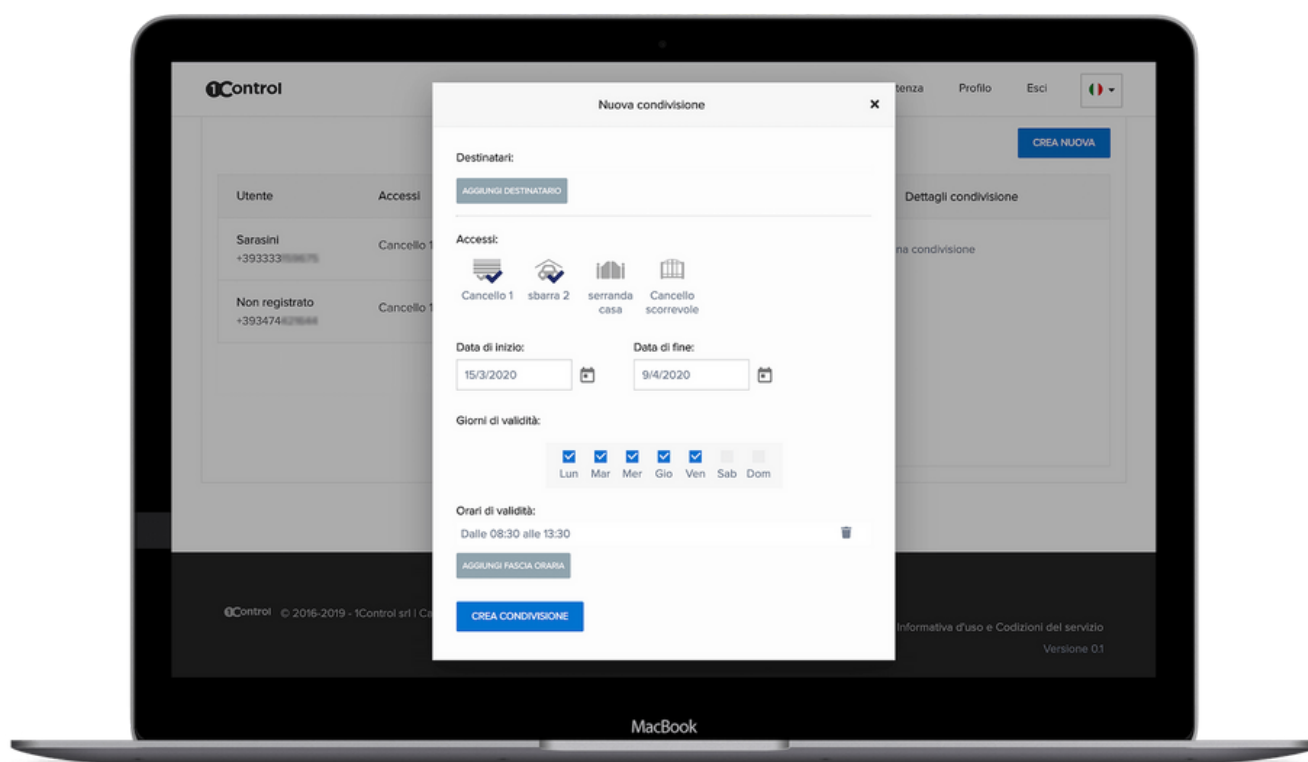 1Control
tenza
Profilo
Esci
Nuova condivisione
CREA NUOVA
Destinatari:
AGGIUNGI DESTINATARIO
Utente
Accessi
Dettagli condivisione
Sarasini
+393333
Cancello 1
na condivisione
Non registrato
+393474
Cancello 1
Accessi:
Cancello 1
sbarra 2
serranda
casa
Cancello
scorrevole
Data di inizio:
Data di fine:
15/3/2020
9/4/2020
Giorni di validità:
Lun Mar Mer Gio Ven Sab Dom
Orari di validità:
Dalle 08:30 alle 13:30
AGGIUNGI FASCIA ORARIA
CREA CONDIVISIONE
1Control © 2016-2019 - 1Control srl | Ca
Informativa d'uso e Codizioni del servizio
Versione 0.1
MacBook